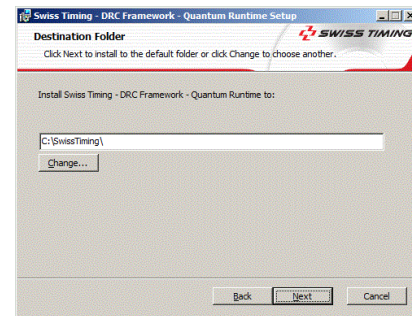 Swiss Timing - DRC Framework - Quantum Runtime Setup
Destination Folder
SWISS TIMING
Click Next to install to the default folder or click Change to choose another.
Install Swiss Timing - DRC Framework - Quantum Runtime to:
C:\SwissTiming\
Change...
Back Next Cancel